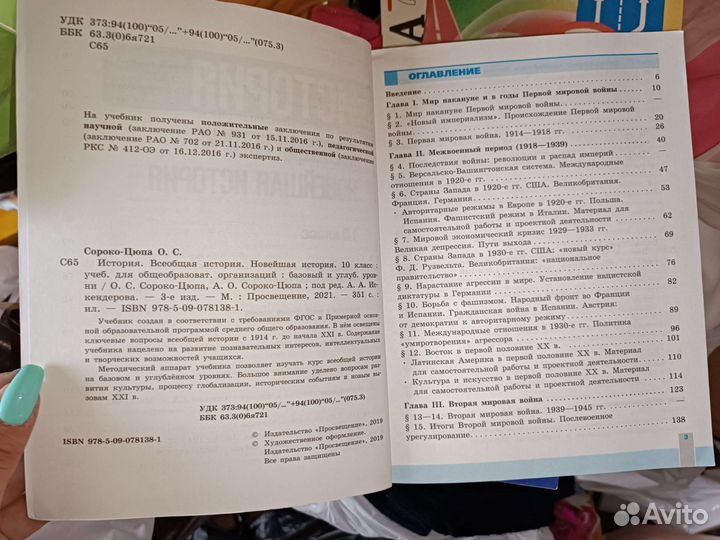 УДК 373:94(100)"05/..."+94(100)"05/..."(075.3)
ББК 63.3(0)6я721
С65
На учебник получены положительные заключения по результатам
научной (заключение РАО № 931 от 15.11.2016 г.), педагогической
(заключение РАО № 702 от 21.11.2016 г.) и общественной (заключение
РКС № 412-ОЭ от 16.12.2016 г.) экспертиз.
Сороко-Цюпа О. С.
С65 История. Всеобщая история. Новейшая история. 10 класс :
учеб. для общеобразоват. организаций : базовый и углуб. уров-
ни / О. С. Сороко-Цюпа, А. О. Сороко-Цюпа ; под ред. А. А. Ис-
кендерова. — 3-е изд. — М. : Просвещение, 2021. — 351 с. :
ил. — ISBN 978-5-09-078138-1.
Учебник создан в соответствии с требованиями ФГОС и Примерной основ-
ной образовательной программой среднего общего образования. В нём освещены
ключевые вопросы всеобщей истории с 1914 г. до начала XXI в. Содержание
учебника нацелено на развитие познавательных интересов, интеллектуальных
и творческих возможностей учащихся.
Методический аппарат учебника позволяет изучать курс всеобщей истории
на базовом и углублённом уровнях. Большое внимание уделено вопросам раз-
вития культуры, процессу глобализации, историческим событиям и новым вы-
зовам XXI в.
УДК 373:94(100)"05/..."+94(100)"05/..."(075.3)
ББК 63.3(0)6я721
ISBN 978-5-09-078138-1
© Издательство «Просвещение», 2019
© Художественное оформление.
Издательство «Просвещение», 2019
Все права защищены
ОГЛАВЛЕНИЕ
Введение 6
Глава I. Мир накануне и в годы Первой мировой войны 10
§ 1. Мир накануне Первой мировой войны —
§ 2. «Новый империализм». Происхождение Первой мировой
войны 20
§ 3. Первая мировая война. 1914—1918 гг. 26
Глава II. Межвоенный период (1918—1939) 40
§ 4. Последствия войны: революции и распад империй —
§ 5. Версальско-Вашингтонская система. Международные
отношения в 1920-е гг. 47
§ 6. Страны Запада в 1920-е гг. США. Великобритания.
Франция. Германия 53
· Авторитарные режимы в Европе в 1920-е гг. Польша.
Испания. Фашистский режим в Италии. Материал для
самостоятельной работы и проектной деятельности 62
§ 7. Мировой экономический кризис 1929—1933 гг.
Великая депрессия. Пути выхода 69
§ 8. Страны Запада в 1930-е гг. США: «новый курс»
Ф. Д. Рузвельта. Великобритания: «национальное
правительство» 76
§ 9. Нарастание агрессии в мире. Установление нацистской
диктатуры в Германии 82
§ 10. Борьба с фашизмом. Народный фронт во Франции
и Испании. Гражданская война в Испании. Австрия:
от демократии к авторитарному режиму 89
§ 11. Международные отношения в 1930-е гг. Политика
«умиротворения» агрессора 96
§ 12. Восток в первой половине XX в. 101
· Латинская Америка в первой половине XX в. Материал
для самостоятельной работы и проектной деятельности 110
· Культура и искусство в первой половине XX в. Материал
для самостоятельной работы и проектной деятельности 116
Глава III. Вторая мировая война 123
§ 13—14. Вторая мировая война. 1939—1945 гг. —
§ 15. Итоги Второй мировой войны. Послевоенное
урегулирование 138
3
Avito